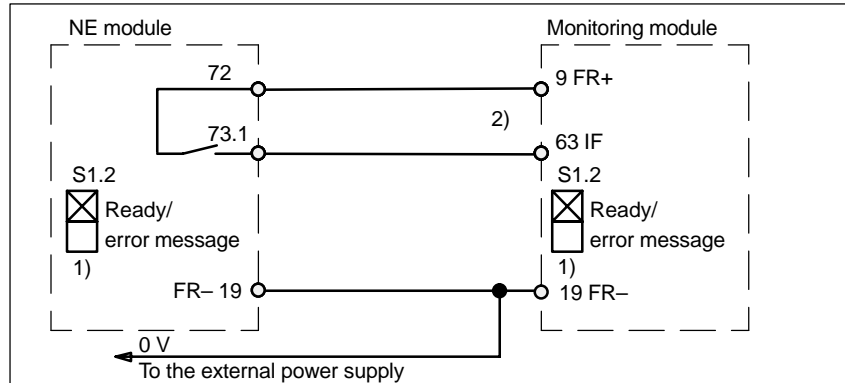 NE module
Monitoring module
72
9 FR+
2)
73.1
63 IF
S1.2
Ready/
error message
1)
S1.2
Ready/
error message
1)
FR– 19
19 FR–
0 V
To the external power supply